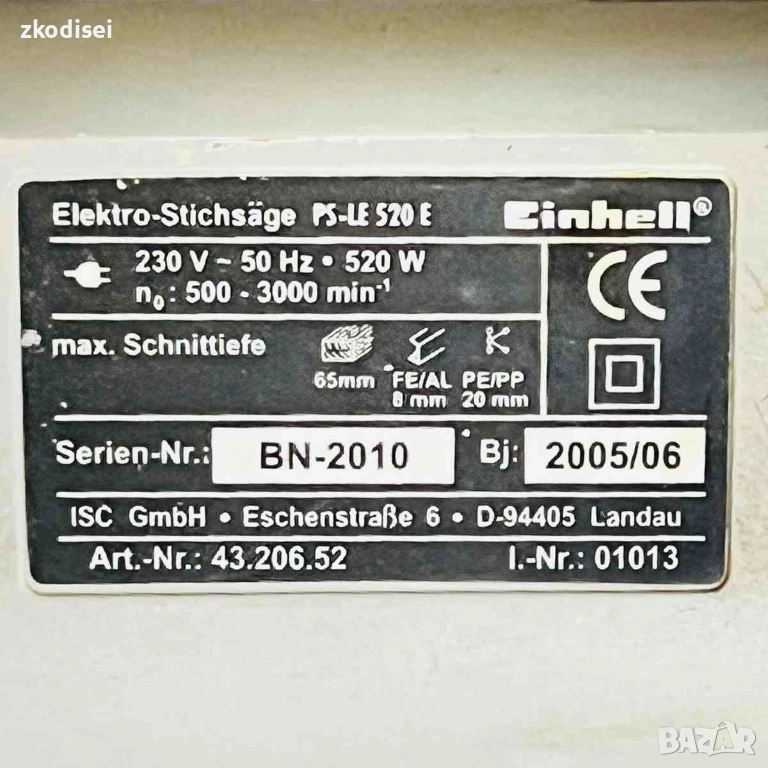 zkodisei
Elektro-Stichsäge PS-LE 520 E Einhell®
230 V ~ 50 Hz • 520 W
n₀: 500 - 3000 min⁻¹
CE
max. Schnittiefe
65mm FE/AL PE/PP
8 mm 20 mm
Serien-Nr.: BN-2010 Bj: 2005/06
ISC GmbH • Eschenstraße 6 • D-94405 Landau
Art.-Nr.: 43.206.52 I.-Nr.: 01013
BAZAR